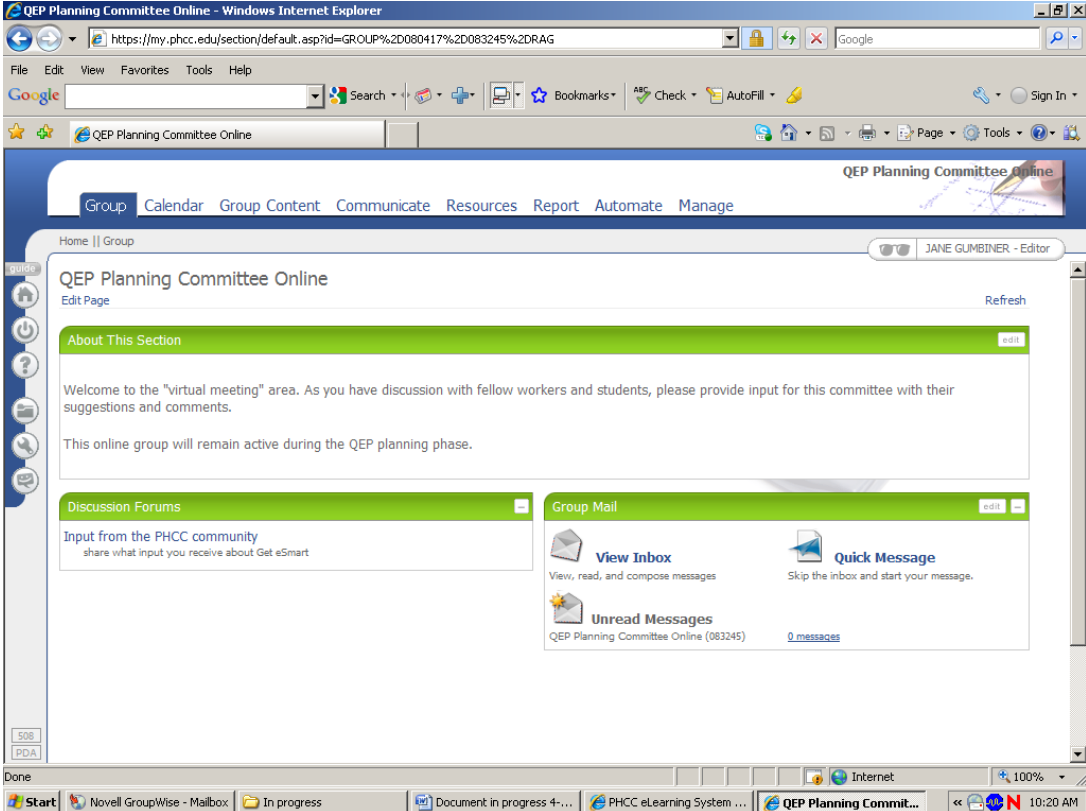 QEP Planning Committee Online - Windows Internet Explorer
https://my.phcc.edu/section/default.asp?id=GROUP%2D080417%2D083245%2DRAG
Google
File Edit View Favorites Tools Help
Google Search Bookmarks ABC Check AutoFill Sign In
QEP Planning Committee Online Page Tools
QEP Planning Committee Online
Group Calendar Group Content Communicate Resources Report Automate Manage
Home || Group
JANE GUMBINER - Editor
guide
QEP Planning Committee Online
Edit Page Refresh
About This Section edit
Welcome to the "virtual meeting" area. As you have discussion with fellow workers and students, please provide input for this committee with their
suggestions and comments.
This online group will remain active during the QEP planning phase.
Discussion Forums
Input from the PHCC community
share what input you receive about Get eSmart
Group Mail edit
View Inbox
View, read, and compose messages
Quick Message
Skip the inbox and start your message.
Unread Messages
QEP Planning Committee Online (083245) 0 messages
508
PDA
Done Internet 100%
Start Novell GroupWise - Mailbox In progress Document in progress 4-... PHCC eLearning System ... QEP Planning Commit... « N 10:20 AM